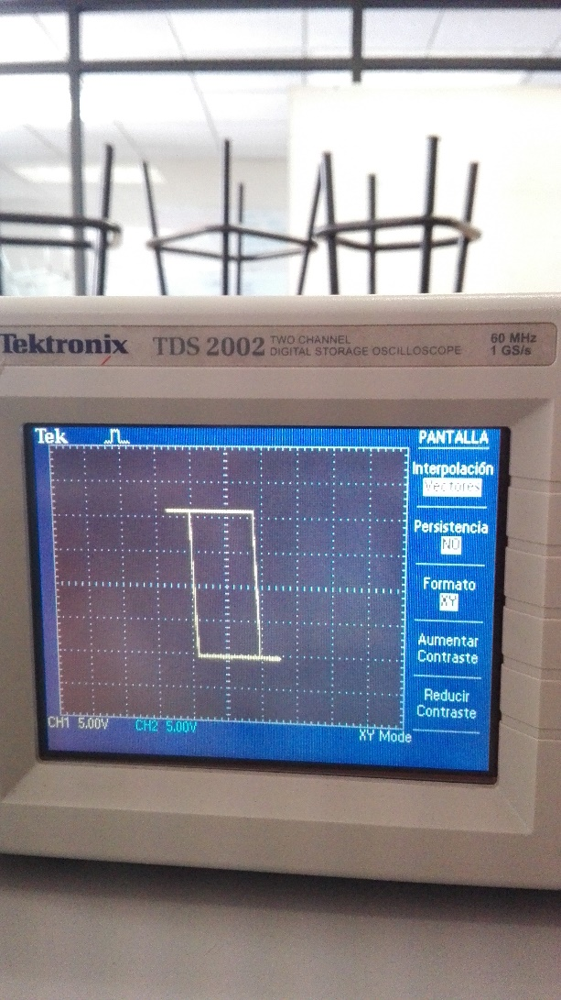 Tektronix TDS 2002 TWO CHANNEL
DIGITAL STORAGE OSCILLOSCOPE
60 MHz
1 GS/s
Tek
PANTALLA
Interpolación
Vectores
Persistencia
NO
Formato
XY
Aumentar
Contraste
Reducir
Contraste
CH1 5.00V CH2 5.00V XY Mode